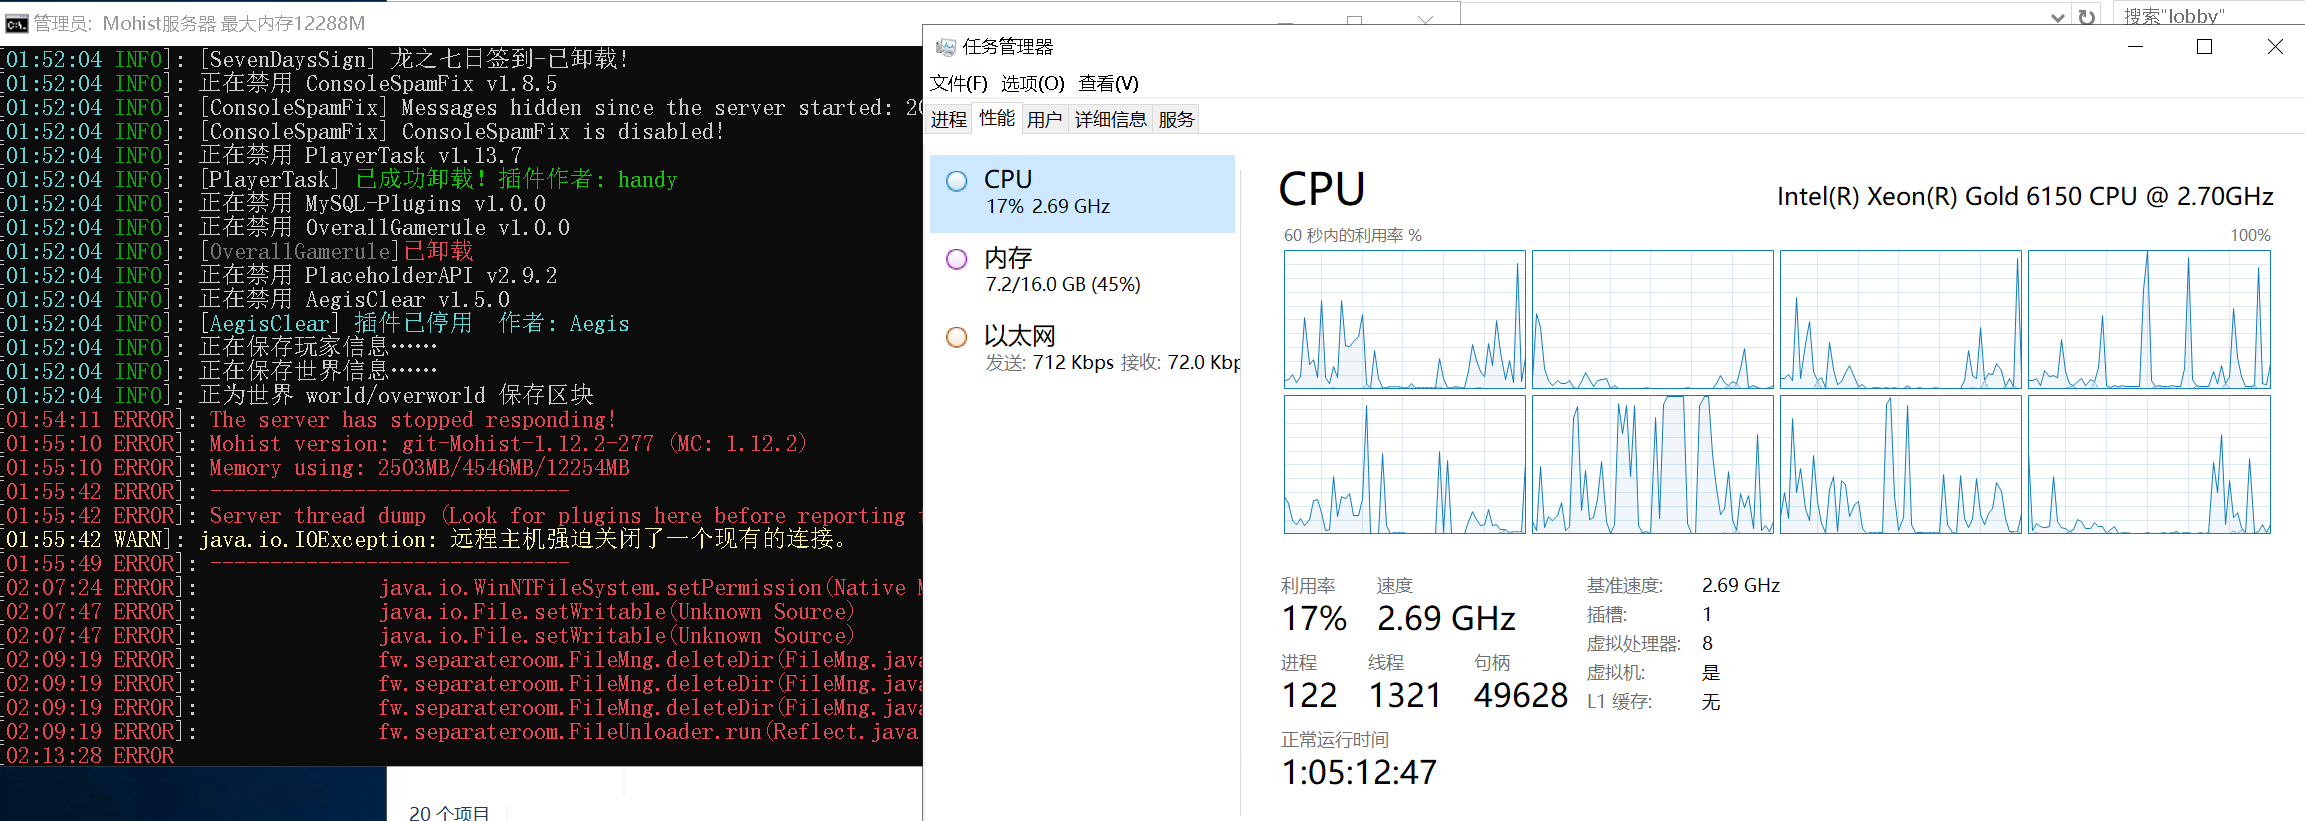 管理员: Mohist服务器 最大内存12288M
[01:52:04 INFO]: [SevenDaysSign] 龙之七日签到-已卸载!
[01:52:04 INFO]: 正在禁用 ConsoleSpamFix v1.8.5
[01:52:04 INFO]: [ConsoleSpamFix] Messages hidden since the server started: 20
[01:52:04 INFO]: [ConsoleSpamFix] ConsoleSpamFix is disabled!
[01:52:04 INFO]: 正在禁用 PlayerTask v1.13.7
[01:52:04 INFO]: [PlayerTask] 已成功卸载! 插件作者: handy
[01:52:04 INFO]: 正在禁用 MySQL-Plugins v1.0.0
[01:52:04 INFO]: 正在禁用 OverallGamerule v1.0.0
[01:52:04 INFO]: [OverallGamerule]已卸载
[01:52:04 INFO]: 正在禁用 PlaceholderAPI v2.9.2
[01:52:04 INFO]: 正在禁用 AegisClear v1.5.0
[01:52:04 INFO]: [AegisClear] 插件已停用 作者: Aegis
[01:52:04 INFO]: 正在保存玩家信息……
[01:52:04 INFO]: 正在保存世界信息……
[01:52:04 INFO]: 正为世界 world/overworld 保存区块
[01:54:11 ERROR]: The server has stopped responding!
[01:55:10 ERROR]: Mohist version: git-Mohist-1.12.2-277 (MC: 1.12.2)
[01:55:10 ERROR]: Memory using: 2503MB/4546MB/12254MB
[01:55:42 ERROR]: ------------------------------
[01:55:42 ERROR]: Server thread dump (Look for plugins here before reporting
[01:55:42 WARN]: java.io.IOException: 远程主机强迫关闭了一个现有的连接。
[01:55:49 ERROR]: ------------------------------
[02:07:24 ERROR]: java.io.WinNTFileSystem.setPermission(Native
[02:07:47 ERROR]: java.io.File.setWritable(Unknown Source)
[02:07:47 ERROR]: java.io.File.setWritable(Unknown Source)
[02:09:19 ERROR]: fw.separateroom.FileMng.deleteDir(FileMng.java
[02:09:19 ERROR]: fw.separateroom.FileMng.deleteDir(FileMng.java
[02:09:19 ERROR]: fw.separateroom.FileMng.deleteDir(FileMng.java
[02:09:19 ERROR]: fw.separateroom.FileUnloader.run(Reflect.java
[02:13:28 ERROR
20 个项目
搜索"lobby"
任务管理器
文件(F) 选项(O) 查看(V)
进程 性能 用户 详细信息 服务
CPU
17% 2.69 GHz
内存
7.2/16.0 GB (45%)
以太网
发送: 712 Kbps 接收: 72.0 Kbp
CPU
Intel(R) Xeon(R) Gold 6150 CPU @ 2.70GHz
60 秒内的利用率 % 100%
利用率 速度
17% 2.69 GHz
进程 线程 句柄
122 1321 49628
正常运行时间
1:05:12:47
基准速度: 2.69 GHz
插槽: 1
虚拟处理器: 8
虚拟机: 是
L1 缓存: 无